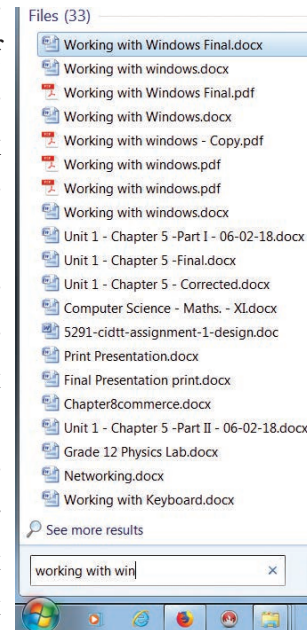 Files (33)
Working with Windows Final.docx
Working with windows.docx
Working with Windows Final.pdf
Working with Windows.docx
Working with windows - Copy.pdf
Working with windows.pdf
Working with windows.pdf
Working with windows.docx
Unit 1 - Chapter 5 -Part I - 06-02-18.docx
Unit 1 - Chapter 5 -Final.docx
Unit 1 - Chapter 5 - Corrected.docx
Computer Science - Maths. - XI.docx
5291-cidtt-assignment-1-design.doc
Print Presentation.docx
Final Presentation print.docx
Chapter8commerce.docx
Unit 1 - Chapter 5 -Part II - 06-02-18.docx
Grade 12 Physics Lab.docx
Networking.docx
Working with Keyboard.docx
See more results
working with win